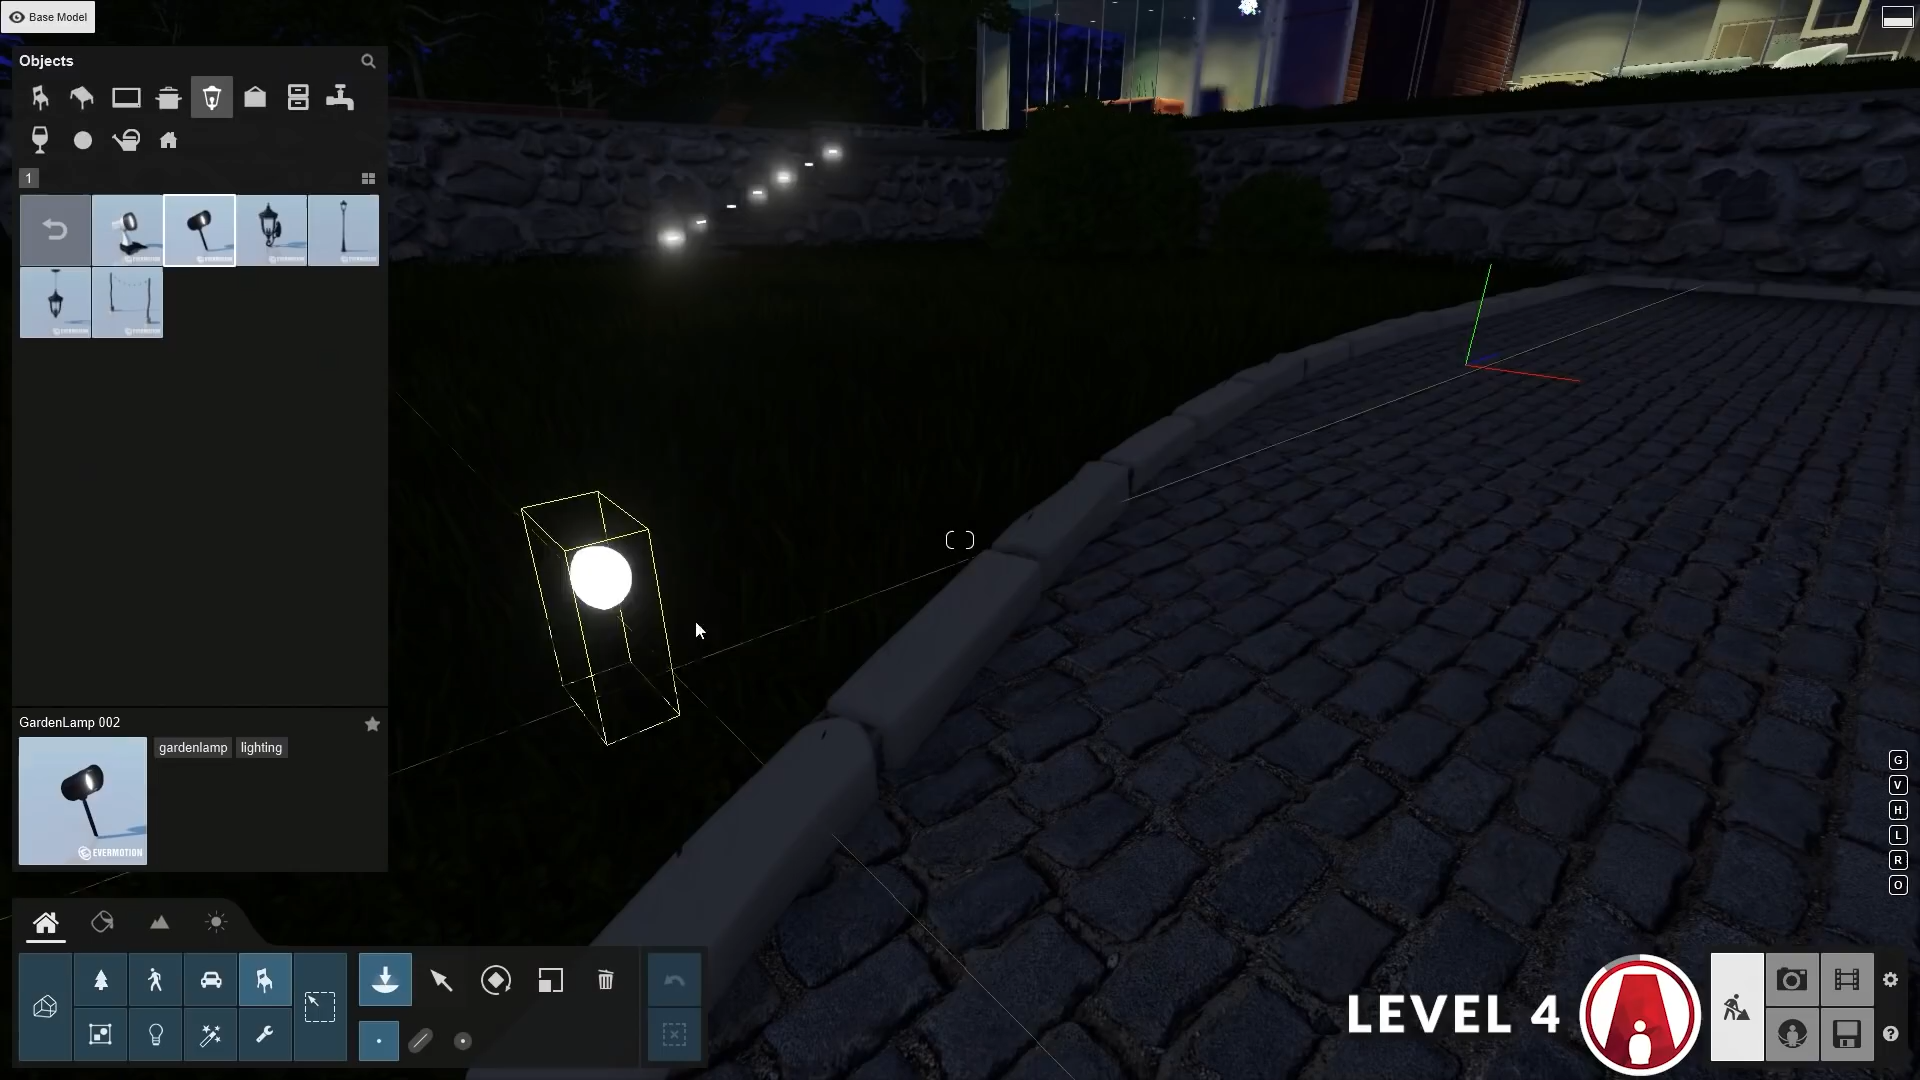 Base Model
Objects
1
GardenLamp 002
gardenlamp lighting
EVERMOTION
G
V
H
L
R
O
LEVEL 4
?